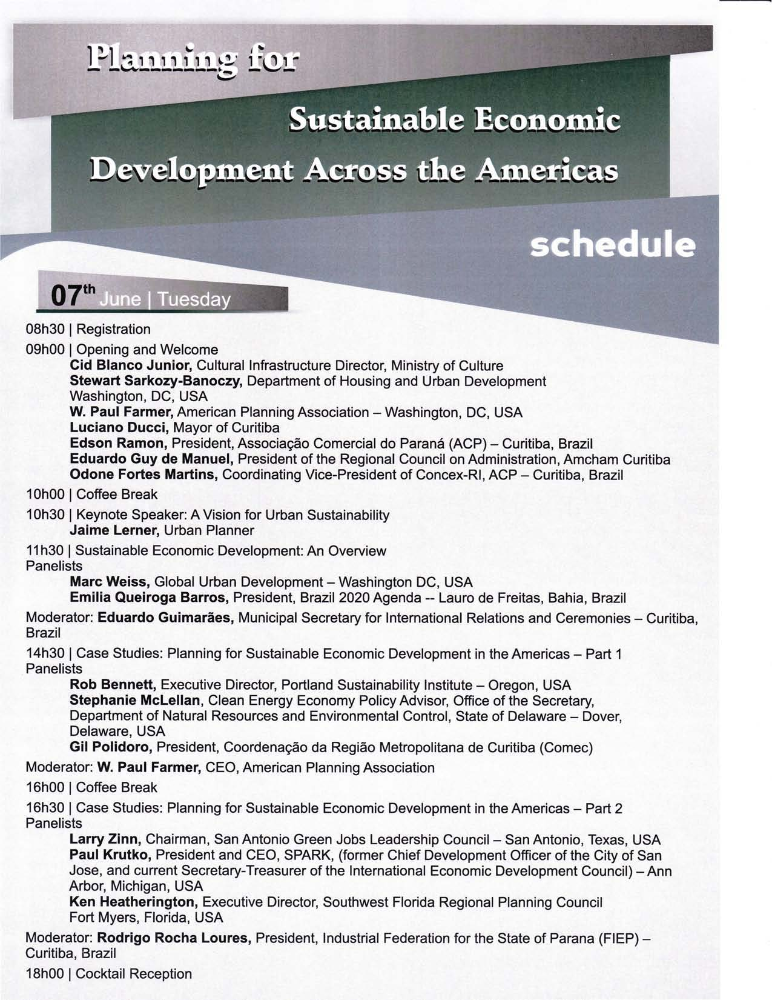 Planning for
Sustainable Economic
Development Across the Americas
schedule
07th June | Tuesday
08h30 | Registration
09h00 | Opening and Welcome
Cid Blanco Junior, Cultural Infrastructure Director, Ministry of Culture
Stewart Sarkozy-Banoczy, Department of Housing and Urban Development
Washington, DC, USA
W. Paul Farmer, American Planning Association – Washington, DC, USA
Luciano Ducci, Mayor of Curitiba
Edson Ramon, President, Associação Comercial do Paraná (ACP) – Curitiba, Brazil
Eduardo Guy de Manuel, President of the Regional Council on Administration, Amcham Curitiba
Odone Fortes Martins, Coordinating Vice-President of Concex-RI, ACP – Curitiba, Brazil
10h00 | Coffee Break
10h30 | Keynote Speaker: A Vision for Urban Sustainability
Jaime Lerner, Urban Planner
11h30 | Sustainable Economic Development: An Overview
Panelists
Marc Weiss, Global Urban Development – Washington DC, USA
Emilia Queiroga Barros, President, Brazil 2020 Agenda -- Lauro de Freitas, Bahia, Brazil
Moderator: Eduardo Guimarães, Municipal Secretary for International Relations and Ceremonies – Curitiba,
Brazil
14h30 | Case Studies: Planning for Sustainable Economic Development in the Americas – Part 1
Panelists
Rob Bennett, Executive Director, Portland Sustainability Institute – Oregon, USA
Stephanie McLellan, Clean Energy Economy Policy Advisor, Office of the Secretary,
Department of Natural Resources and Environmental Control, State of Delaware – Dover,
Delaware, USA
Gil Polidoro, President, Coordenação da Região Metropolitana de Curitiba (Comec)
Moderator: W. Paul Farmer, CEO, American Planning Association
16h00 | Coffee Break
16h30 | Case Studies: Planning for Sustainable Economic Development in the Americas – Part 2
Panelists
Larry Zinn, Chairman, San Antonio Green Jobs Leadership Council – San Antonio, Texas, USA
Paul Krutko, President and CEO, SPARK, (former Chief Development Officer of the City of San
Jose, and current Secretary-Treasurer of the International Economic Development Council) – Ann
Arbor, Michigan, USA
Ken Heatherington, Executive Director, Southwest Florida Regional Planning Council
Fort Myers, Florida, USA
Moderator: Rodrigo Rocha Loures, President, Industrial Federation for the State of Parana (FIEP) –
Curitiba, Brazil
18h00 | Cocktail Reception